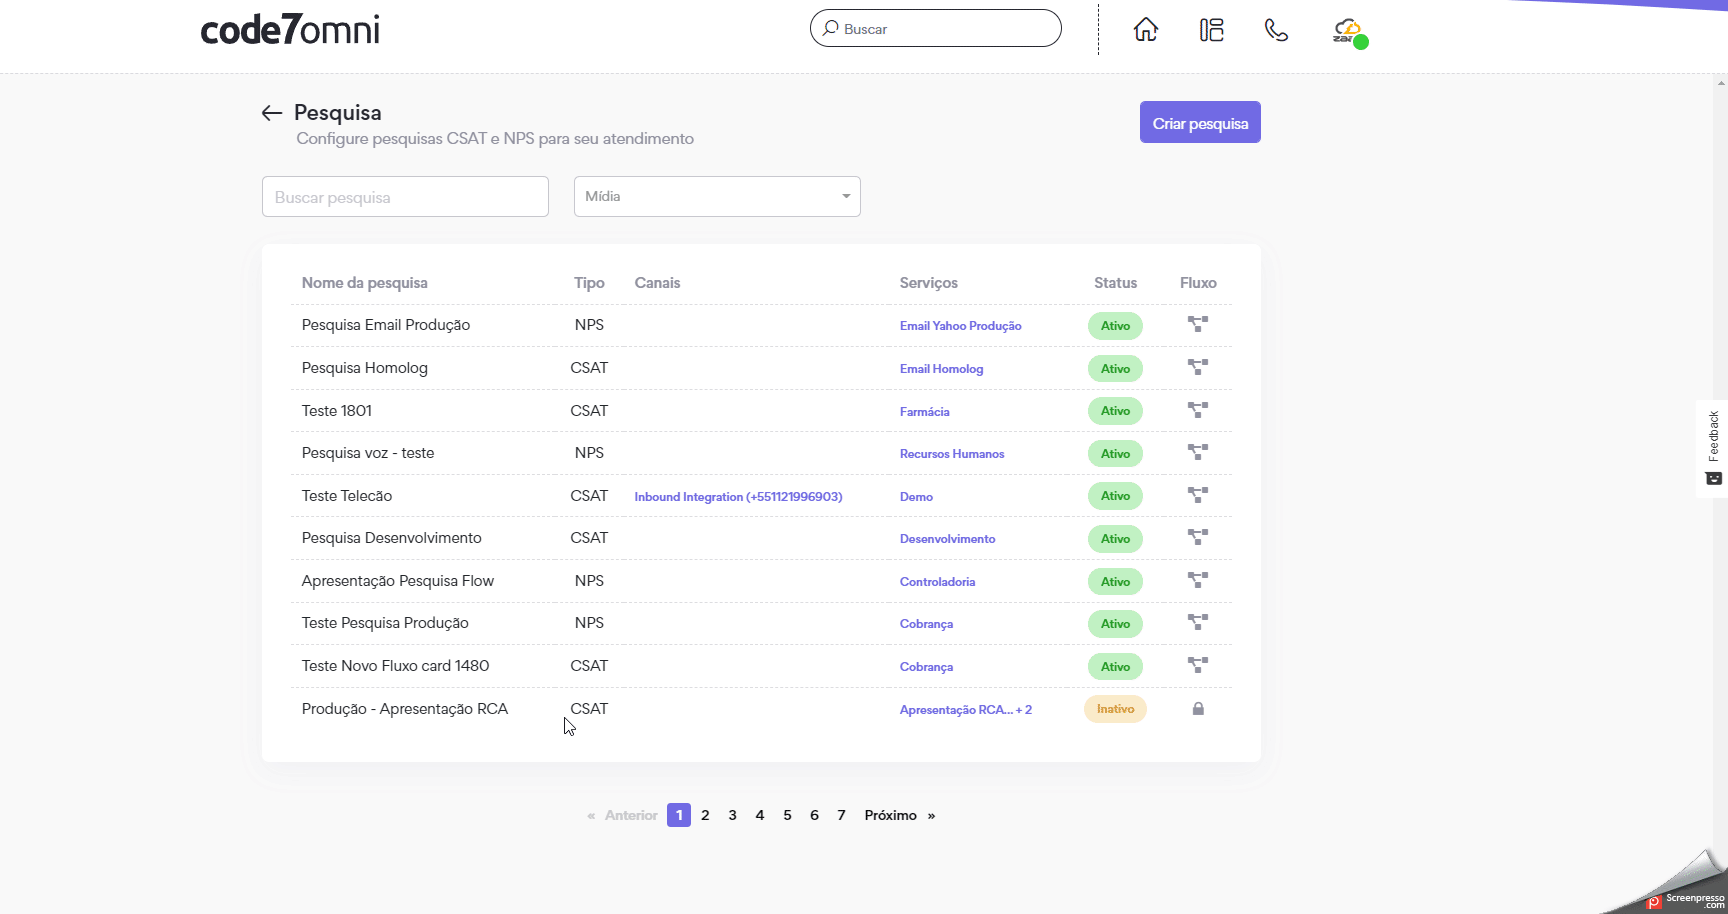 code7omni
Buscar
zai
Pesquisa
Configure pesquisas CSAT e NPS para seu atendimento
Criar pesquisa
Buscar pesquisa
Mídia
Nome da pesquisa Tipo Canais Serviços Status Fluxo
Pesquisa Email Produção NPS Email Yahoo Produção Ativo
Pesquisa Homolog CSAT Email Homolog Ativo
Teste 1801 CSAT Farmácia Ativo
Pesquisa voz - teste NPS Recursos Humanos Ativo
Teste Telecão CSAT Inbound Integration (+551121996903) Demo Ativo
Pesquisa Desenvolvimento CSAT Desenvolvimento Ativo
Apresentação Pesquisa Flow NPS Controladoria Ativo
Teste Pesquisa Produção NPS Cobrança Ativo
Teste Novo Fluxo card 1480 CSAT Cobrança Ativo
Produção - Apresentação RCA CSAT Apresentação RCA... + 2 Inativo
« Anterior 1 2 3 4 5 6 7 Próximo »
Feedback
Screenpresso
.com